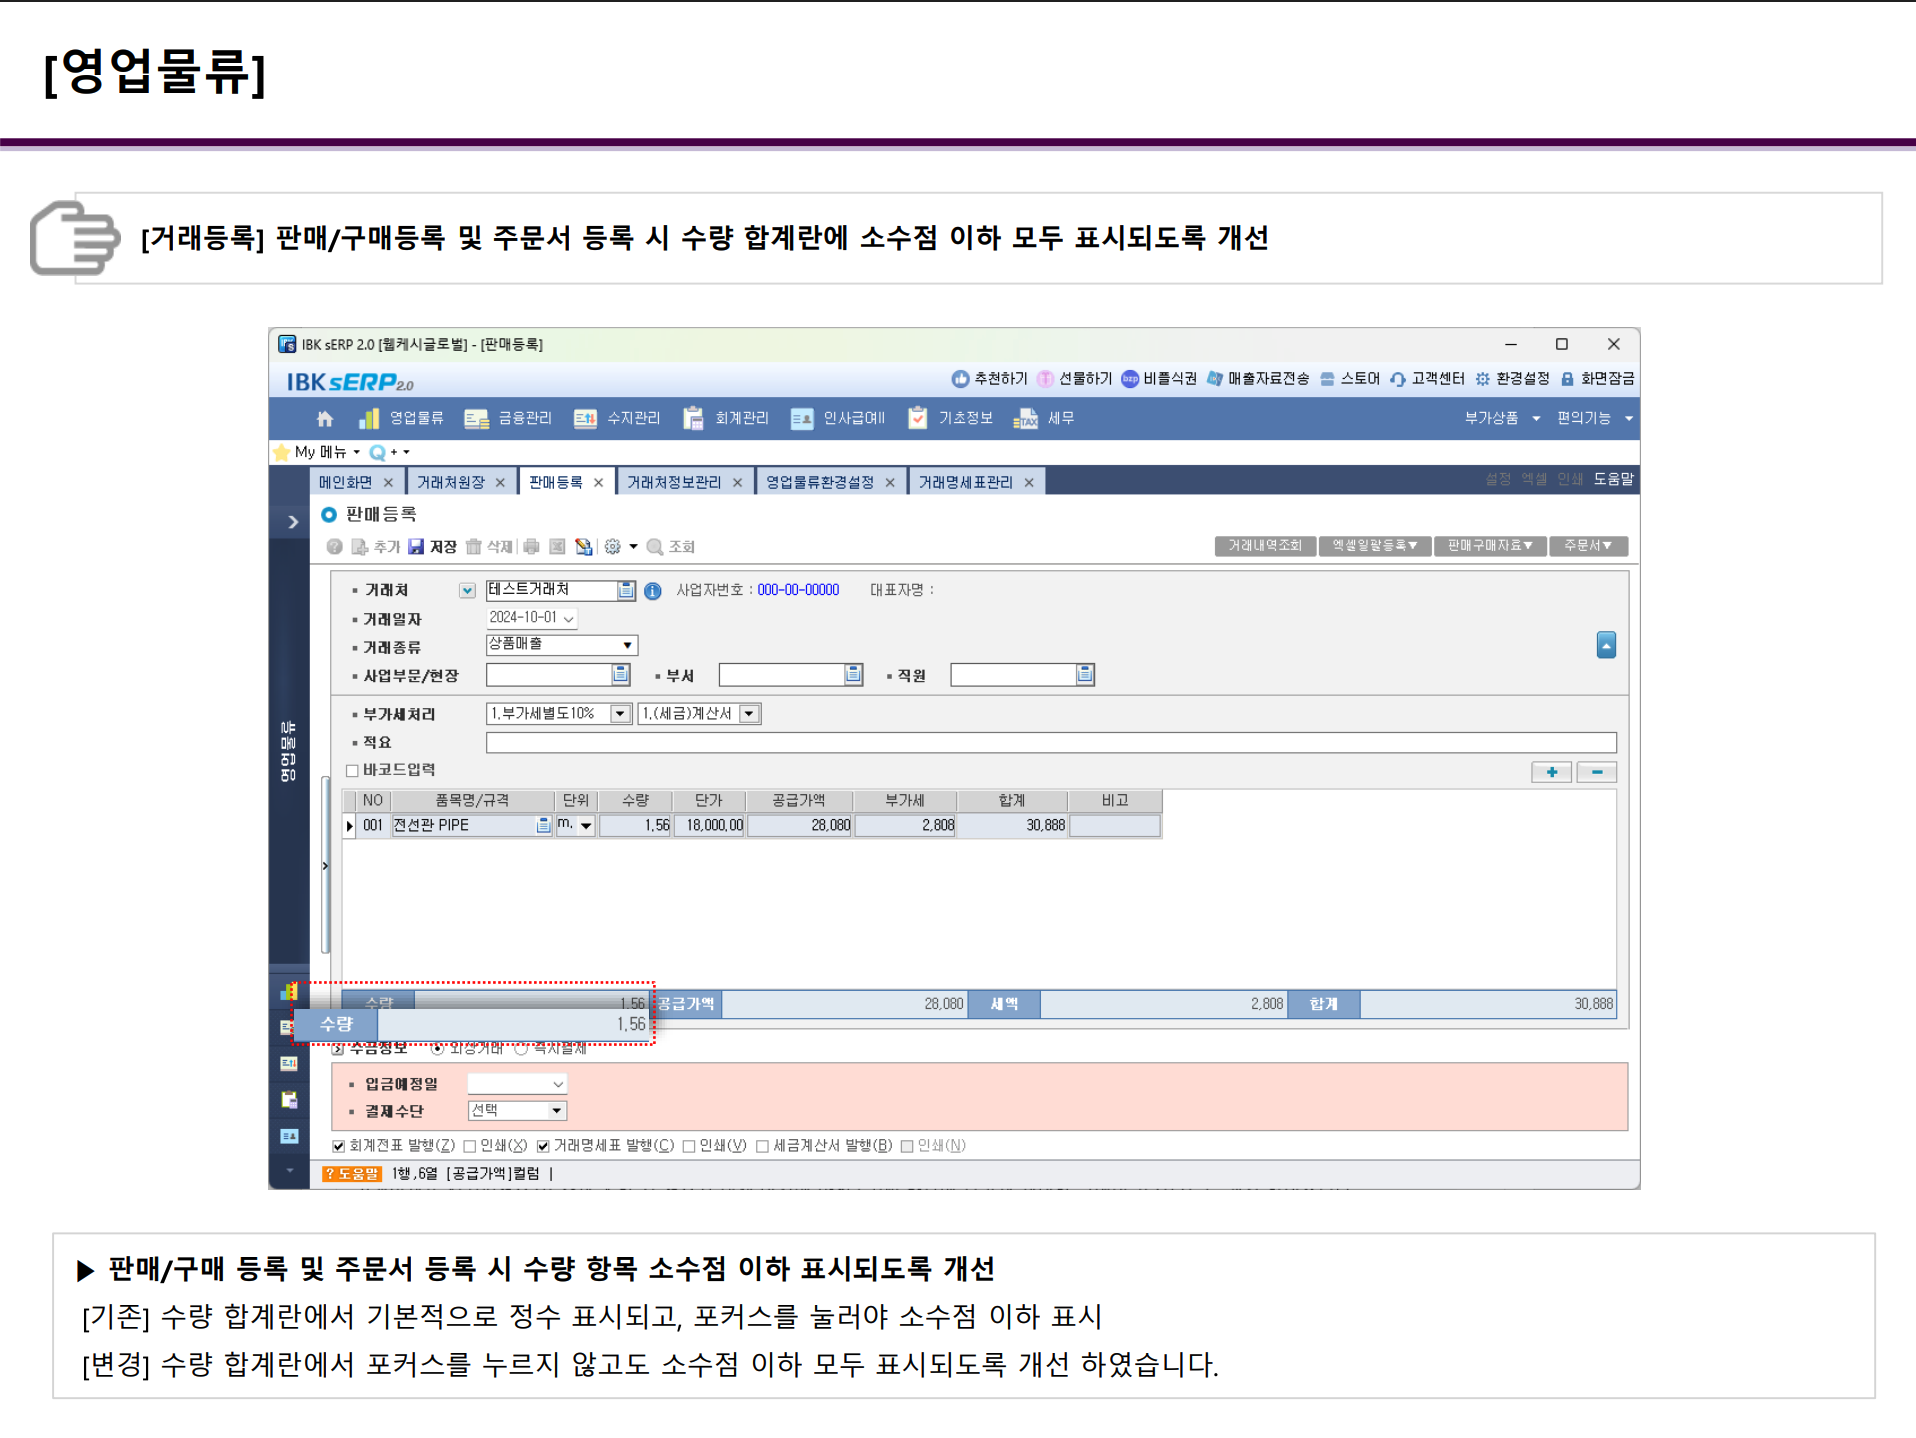 [영업물류]
[거래등록] 판매/구매등록 및 주문서 등록 시 수량 합계란에 소수점 이하 모두 표시되도록 개선
IBK sERP 2.0 [웹케시글로벌] - [판매등록]
IBK sERP 2.0 추천하기 선물하기 bzp 비플식권 매출자료전송 스토어 고객센터 환경설정 화면잠금
영업물류 금융관리 수지관리 회계관리 인사급여II 기초정보 TAX 세무 부가상품 편의기능
My 메뉴
메인화면 거래처원장 판매등록 거래처정보관리 영업물류환경설정 거래명세표관리 설정 엑셀 인쇄 도움말
판매등록
추가 저장 삭제 조회 거래내역조회 엑셀일괄등록▼ 판매구매자료▼ 주문서▼
거래처 테스트거래처 사업자번호 : 000-00-00000 대표자명 :
거래일자 2024-10-01
거래종류 상품매출
사업부문/현장 부서 직원
부가세처리 1.부가세별도10% 1.(세금)계산서
적요
바코드입력
영업물류
NO 품목명/규격 단위 수량 단가 공급가액 부가세 합계 비고
001 전선관 PIPE m. 1.56 18,000.00 28,080 2,808 30,888
수량 1.56 공급가액 28,080 세액 2,808 합계 30,888
수량 1.56
수금정보 외상거래 즉시결제
입금예정일
결제수단 선택
회계전표 발행(Z) 인쇄(X) 거래명세표 발행(C) 인쇄(V) 세금계산서 발행(B) 인쇄(N)
? 도움말 1행,6열 [공급가액]컬럼 |
▶ 판매/구매 등록 및 주문서 등록 시 수량 항목 소수점 이하 표시되도록 개선
[기존] 수량 합계란에서 기본적으로 정수 표시되고, 포커스를 눌러야 소수점 이하 표시
[변경] 수량 합계란에서 포커스를 누르지 않고도 소수점 이하 모두 표시되도록 개선 하였습니다.